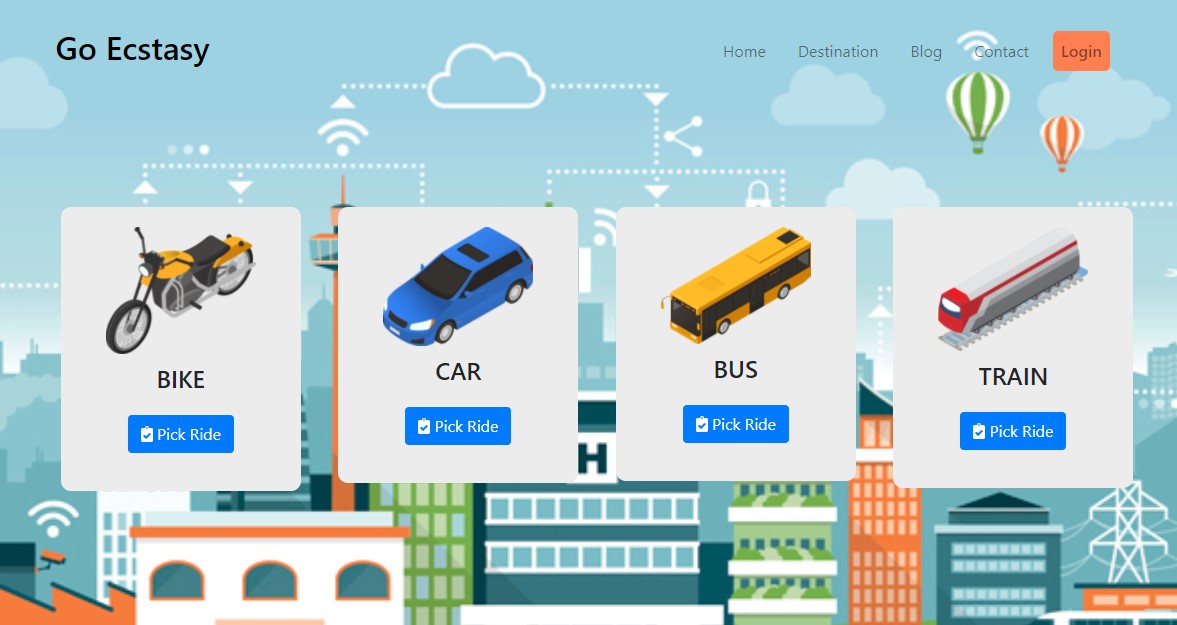 Go Ecstasy
Home Destination Blog Contact Login
BIKE
Pick Ride
CAR
Pick Ride
BUS
Pick Ride
TRAIN
Pick Ride
H